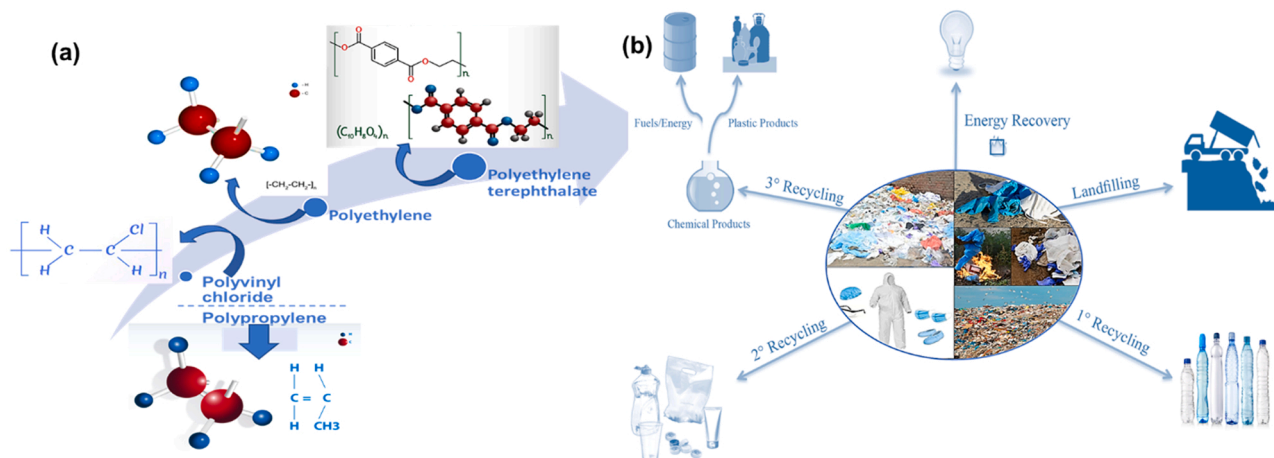 (a)
O
O
O
O
n
(C₁₀H₈O₄)n.
n
[-CH₂-CH₂-]ₙ
Polyethylene
terephthalate
Polyethylene
H
Cl
C
C
H
H
n
Polyvinyl
chloride
Polypropylene
H H
C = C
H CH3
(b)
Fuels/Energy
Plastic Products
Chemical Products
3° Recycling
Energy Recovery
Landfilling
2° Recycling
1° Recycling